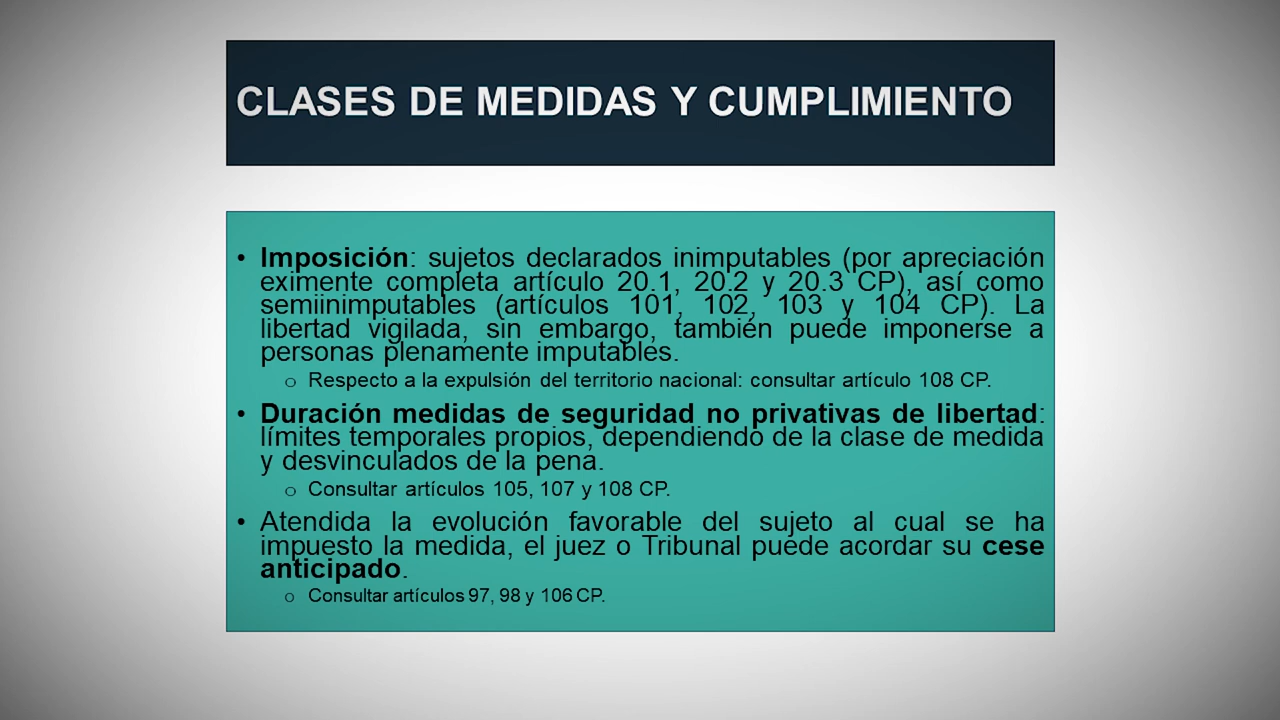 CLASES DE MEDIDAS Y CUMPLIMIENTO
• Imposición: sujetos declarados inimputables (por apreciación
eximente completa artículo 20.1, 20.2 y 20.3 CP), así como
semiinimputables (artículos 101, 102, 103 y 104 CP). La
libertad vigilada, sin embargo, también puede imponerse a
personas plenamente imputables.
o Respecto a la expulsión del territorio nacional: consultar artículo 108 CP.
• Duración medidas de seguridad no privativas de libertad:
límites temporales propios, dependiendo de la clase de medida
y desvinculados de la pena.
o Consultar artículos 105, 107 y 108 CP.
• Atendida la evolución favorable del sujeto al cual se ha
impuesto la medida, el juez o Tribunal puede acordar su cese
anticipado.
o Consultar artículos 97, 98 y 106 CP.